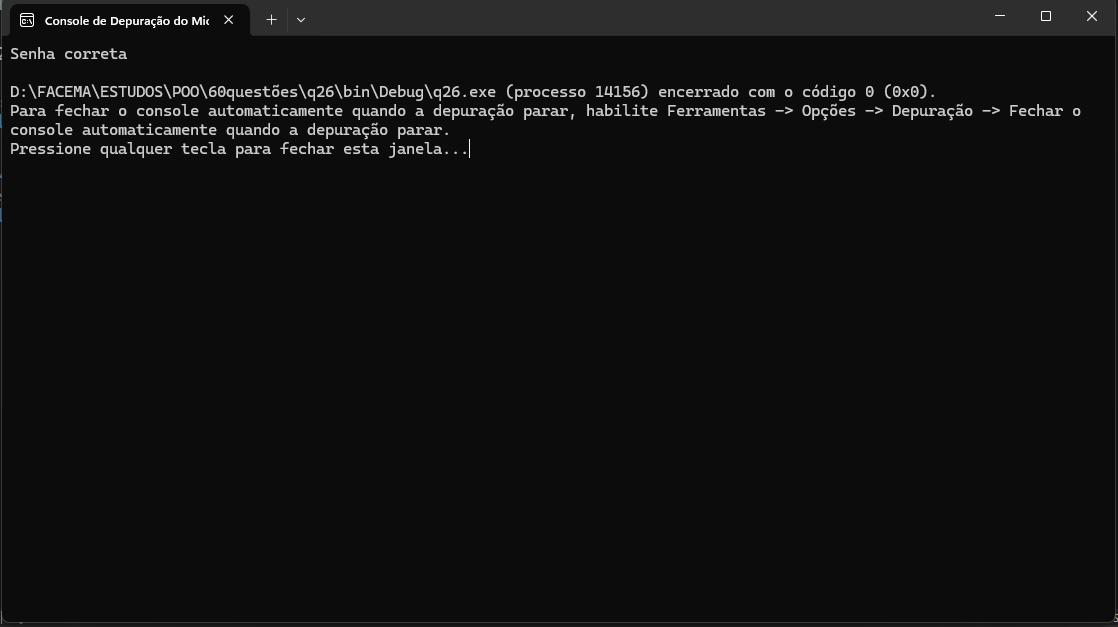 Console de Depuração do Mic
Senha correta
D:\FACEMA\ESTUDOS\POO\60questões\q26\bin\Debug\q26.exe (processo 14156) encerrado com o código 0 (0x0).
Para fechar o console automaticamente quando a depuração parar, habilite Ferramentas -> Opções -> Depuração -> Fechar o
console automaticamente quando a depuração parar.
Pressione qualquer tecla para fechar esta janela...